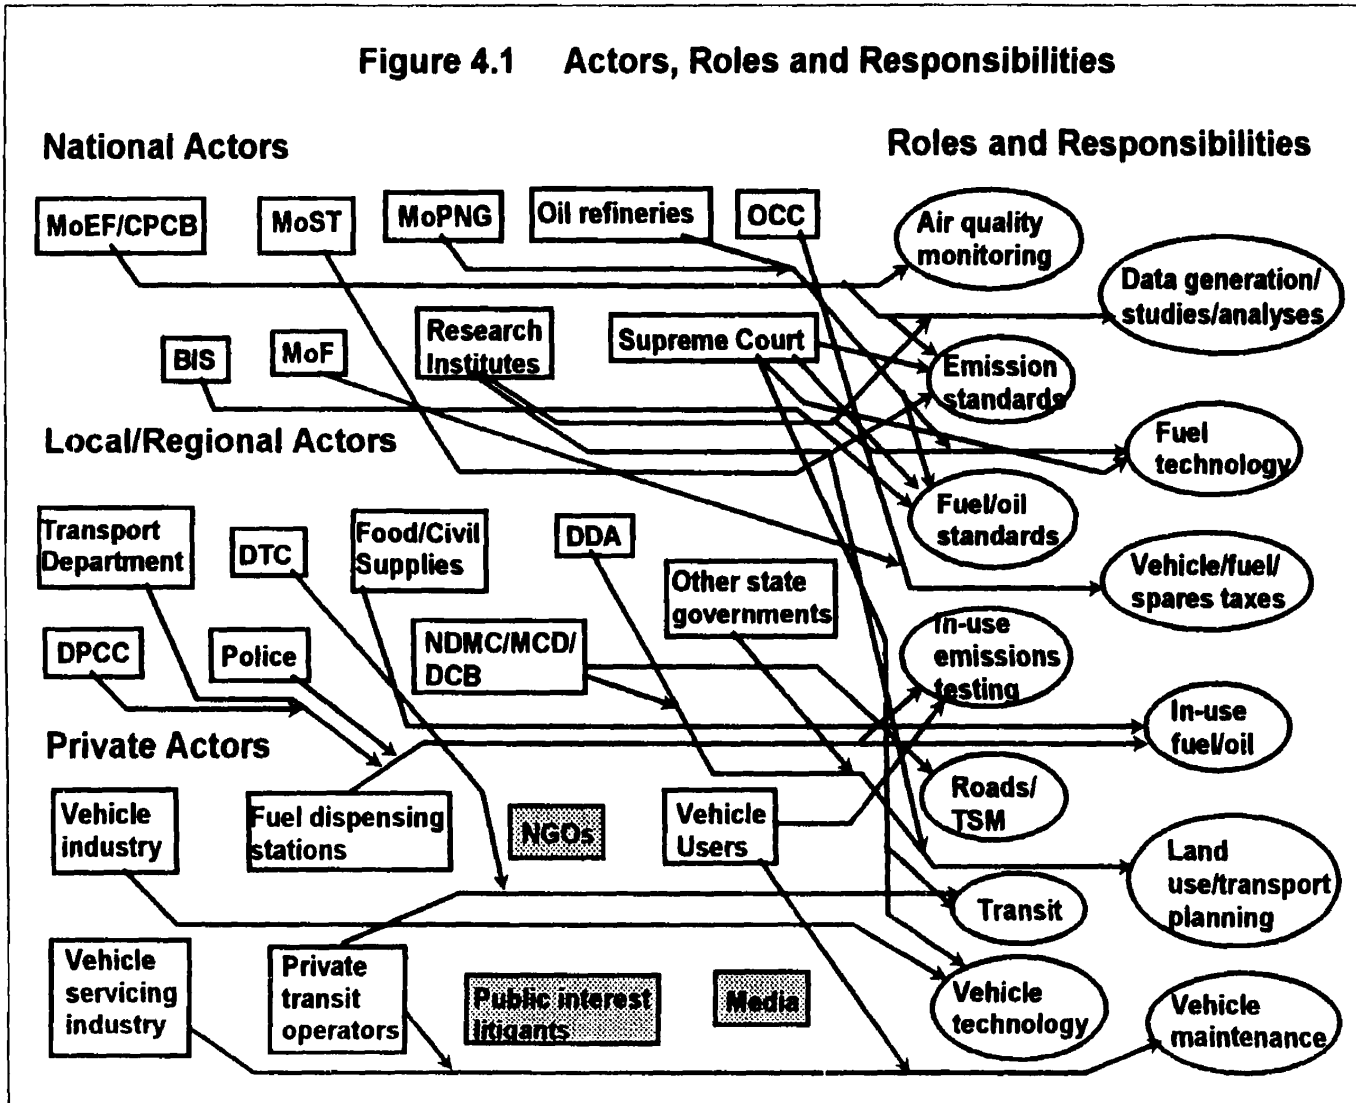 Figure 4.1 Actors, Roles and Responsibilities
National Actors
Roles and Responsibilities
MoEF/CPCB
MoST
MoPNG
Oil refineries
OCC
Air quality
monitoring
Data generation/
studies/analyses
BIS
MoF
Research
Institutes
Supreme Court
Emission
standards
Local/Regional Actors
Fuel
technology
Fuel/oil
standards
Transport
Department
DTC
Food/Civil
Supplies
DDA
Other state
governments
Vehicle/fuel/
spares taxes
DPCC
Police
NDMC/MCD/
DCB
In-use
emissions
testing
In-use
fuel/oil
Private Actors
Vehicle
industry
Fuel dispensing
stations
NGOs
Vehicle
Users
Roads/
TSM
Land
use/transport
planning
Transit
Vehicle
servicing
industry
Private
transit
operators
Public interest
litigants
Media
Vehicle
technology
Vehicle
maintenance